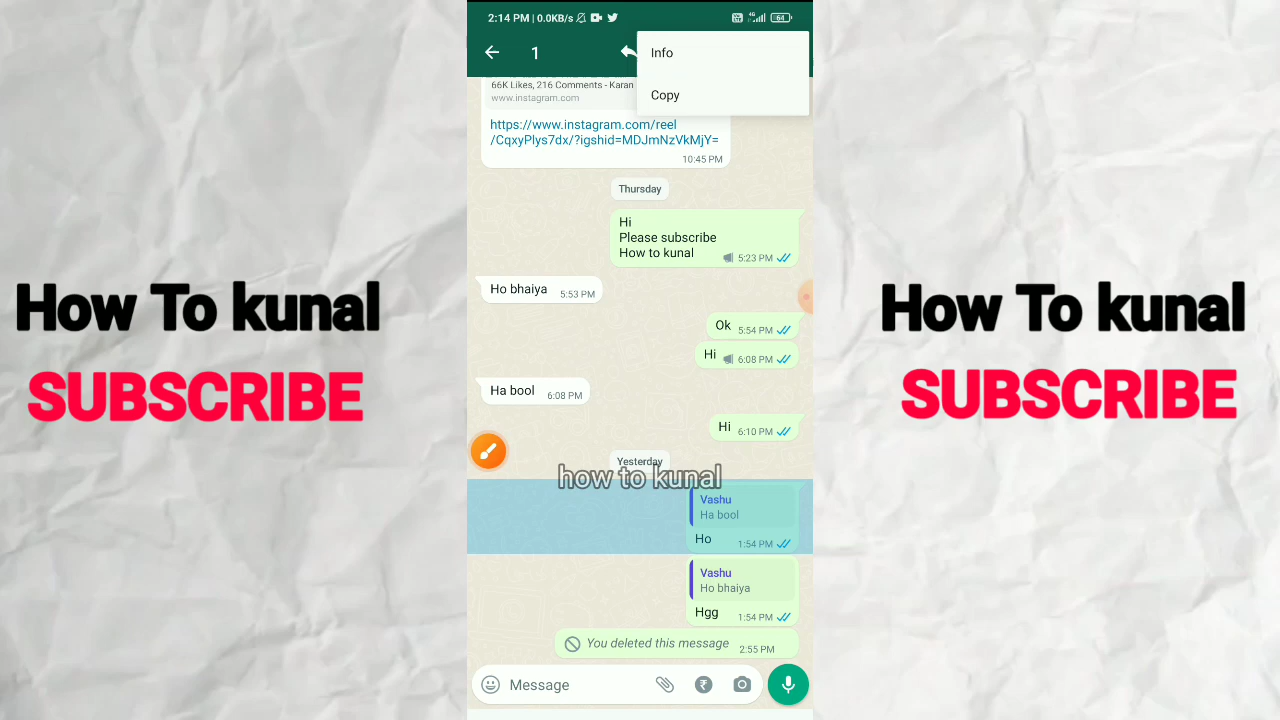 2:14 PM | 0.0KB/s
4G
64
1
Info
Copy
66K Likes, 216 Comments - Karan
www.instagram.com
https://www.instagram.com/reel
/CqxyPlys7dx/?igshid=MDJmNzVkMjY=
10:45 PM
Thursday
Hi
Please subscribe
How to kunal
5:23 PM
Ho bhaiya
5:53 PM
Ok
5:54 PM
Hi
6:08 PM
Ha bool
6:08 PM
Hi
6:10 PM
Yesterday
how to kunal
Vashu
Ha bool
Ho
1:54 PM
Vashu
Ho bhaiya
Hgg
1:54 PM
You deleted this message
2:55 PM
Message
₹
How To kunal
SUBSCRIBE
How To kunal
SUBSCRIBE